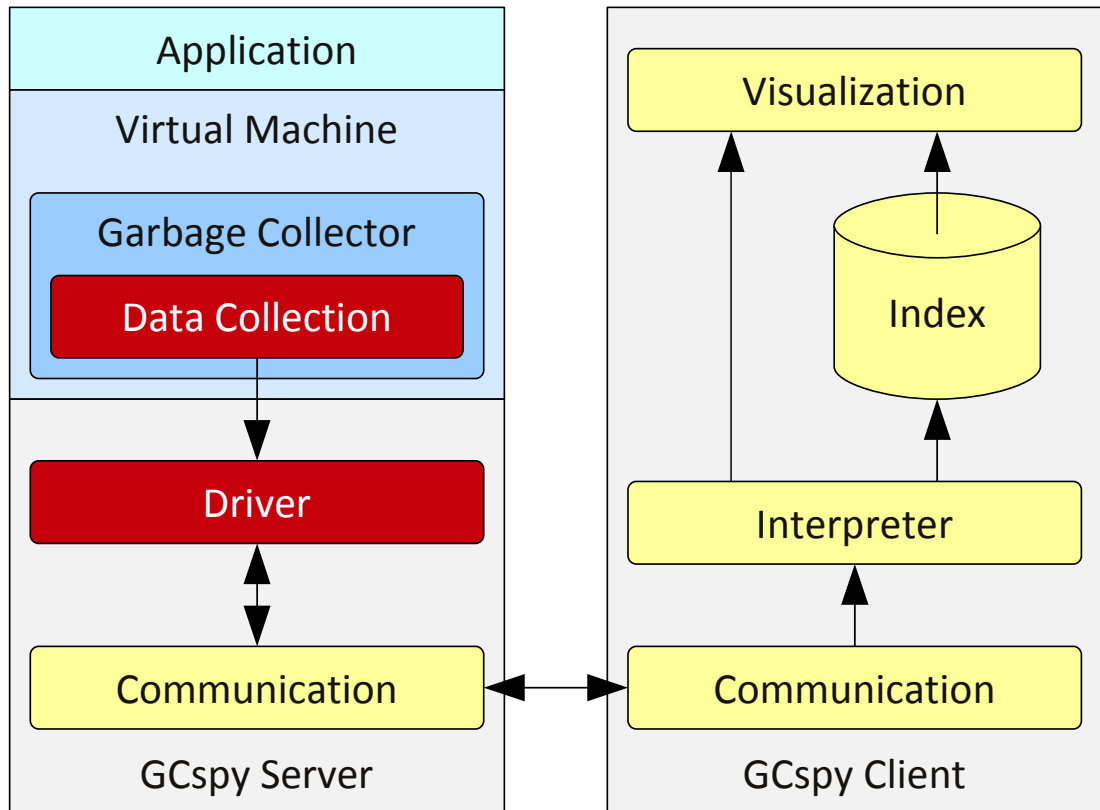 Application
Virtual Machine
Garbage Collector
Data Collection
Driver
Communication
GCspy Server
Visualization
Index
Interpreter
Communication
GCspy Client